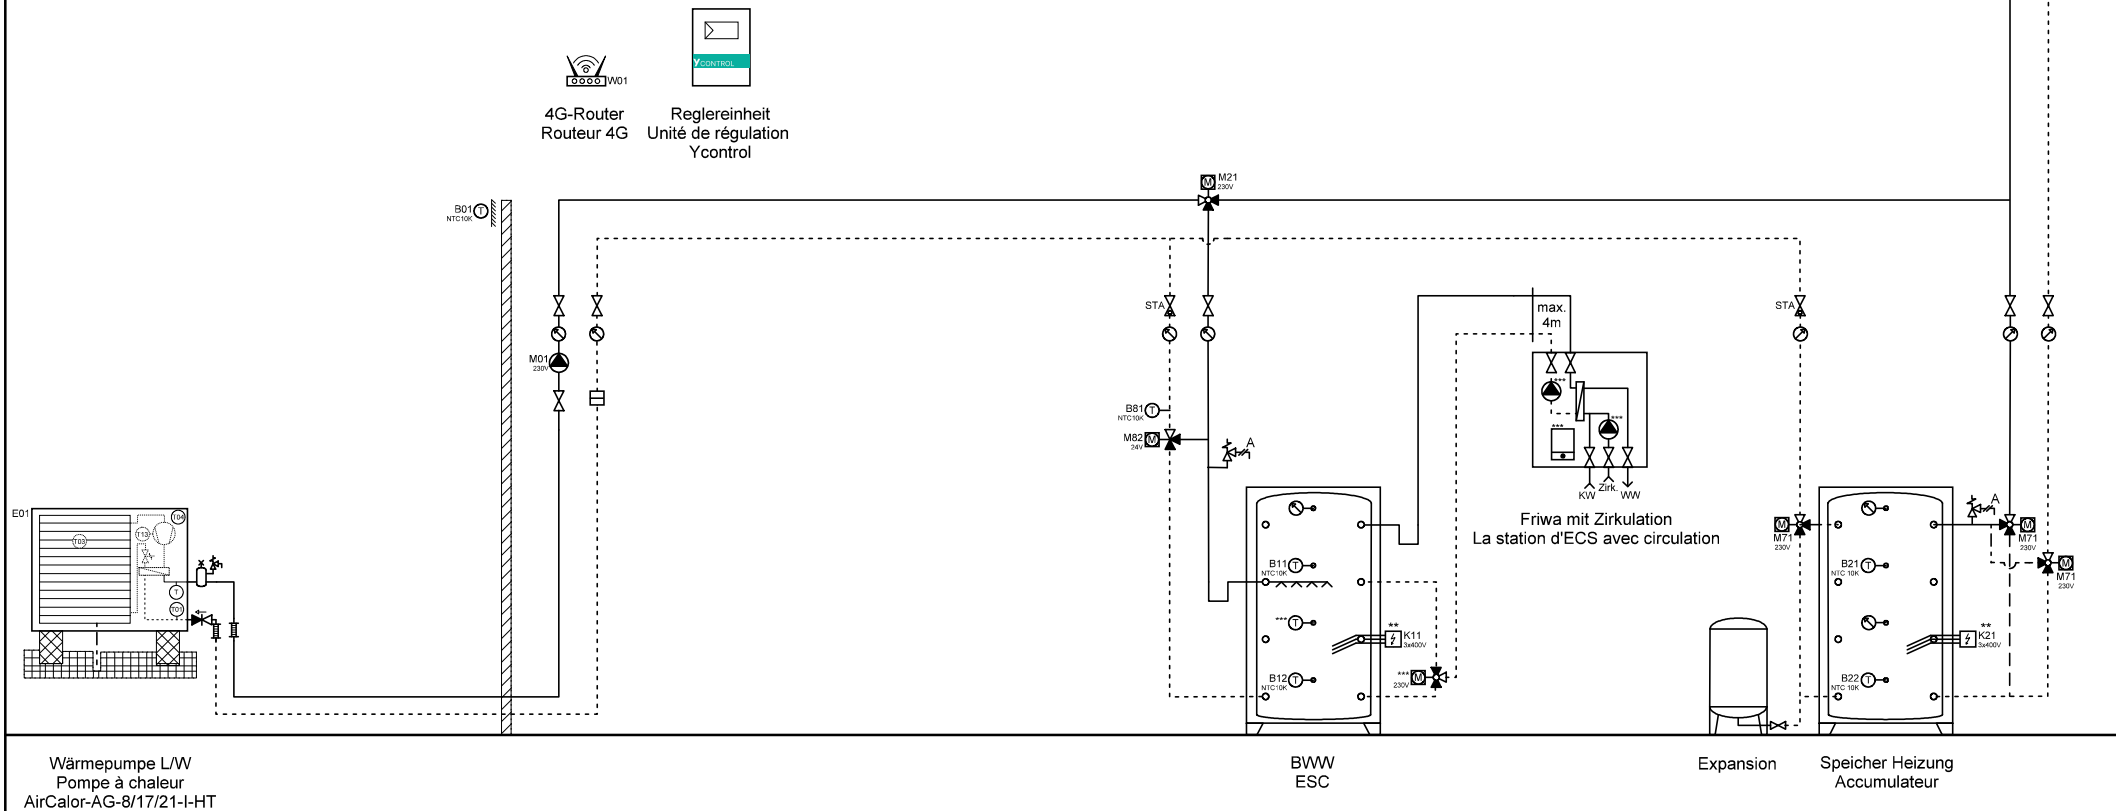 YCONTROL
W01
4G-Router
Routeur 4G
Reglereinheit
Unité de régulation
Ycontrol
M M21
230V
B01 T
NTC10K
STA
STA
max.
4m
M01
230V
***
***
***
B81 T
NTC10K
M82 M
24V
A
KW
Zirk.
WW
Friwa mit Zirkulation
La station d'ECS avec circulation
E01
T04
T03
T13
T
T01
B11 T
NTC10K
*** T
** K11
3x400V
B12 T
NTC10K
*** M
230V
M M71
230V
A
M M71
230V
M M71
230V
B21 T
NTC 10K
** K21
3x400V
B22 T
NTC 10K
Wärmepumpe L/W
Pompe à chaleur
AirCalor-AG-8/17/21-I-HT
BWW
ESC
Expansion
Speicher Heizung
Accumulateur